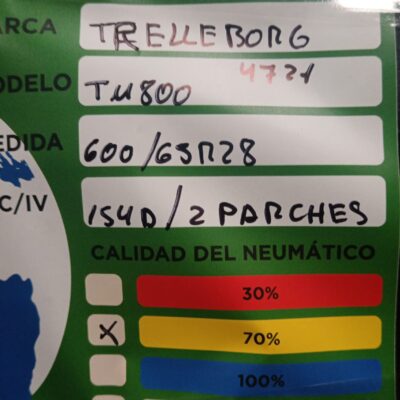 ARCA TRELLEBORG
ODELO TM800 4721
EDIDA 600/65R28
C/IV 154D/2 PARCHES
CALIDAD DEL NEUMÁTICO
30%
X 70%
100%